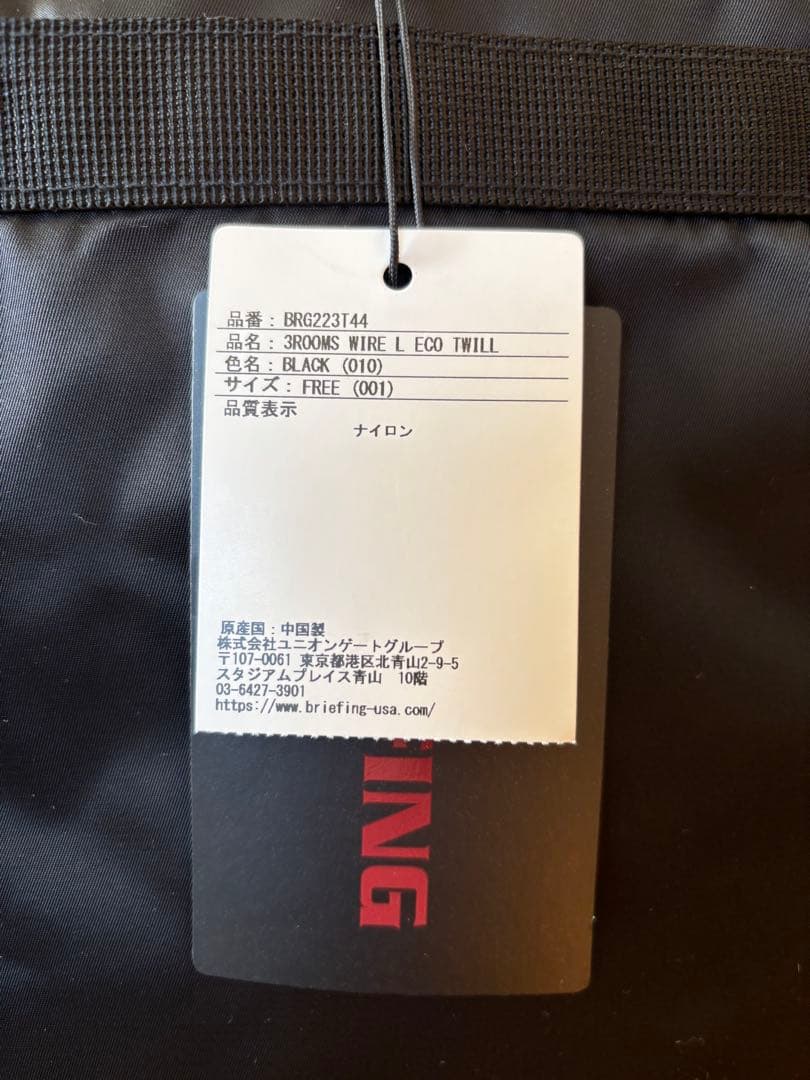 品番: BRG223T44
品名: 3ROOMS WIRE L ECO TWILL
色名: BLACK (010)
サイズ: FREE (001)
品質表示
ナイロン
原産国:中国製
株式会社ユニオンゲートグループ
〒107-0061 東京都港区北青山2-9-5
スタジアムプレイス青山 10階
03-6427-3901
https://www.briefing-usa.com/
ING